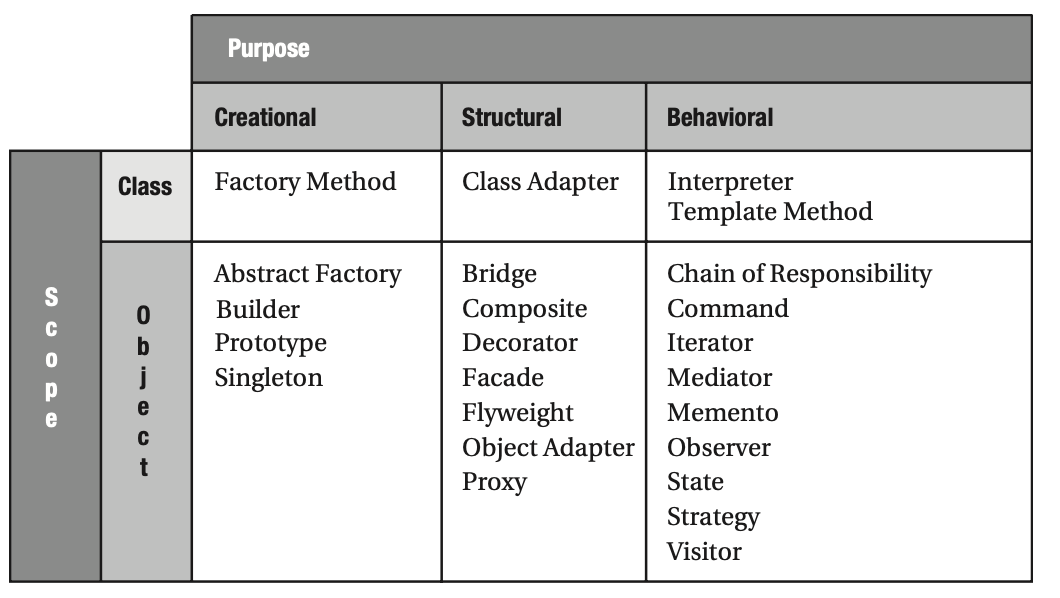 Purpose
Creational
Structural
Behavioral
Scope
Class
Factory Method
Class Adapter
Interpreter
Template Method
Object
Abstract Factory
Builder
Prototype
Singleton
Bridge
Composite
Decorator
Facade
Flyweight
Object Adapter
Proxy
Chain of Responsibility
Command
Iterator
Mediator
Memento
Observer
State
Strategy
Visitor